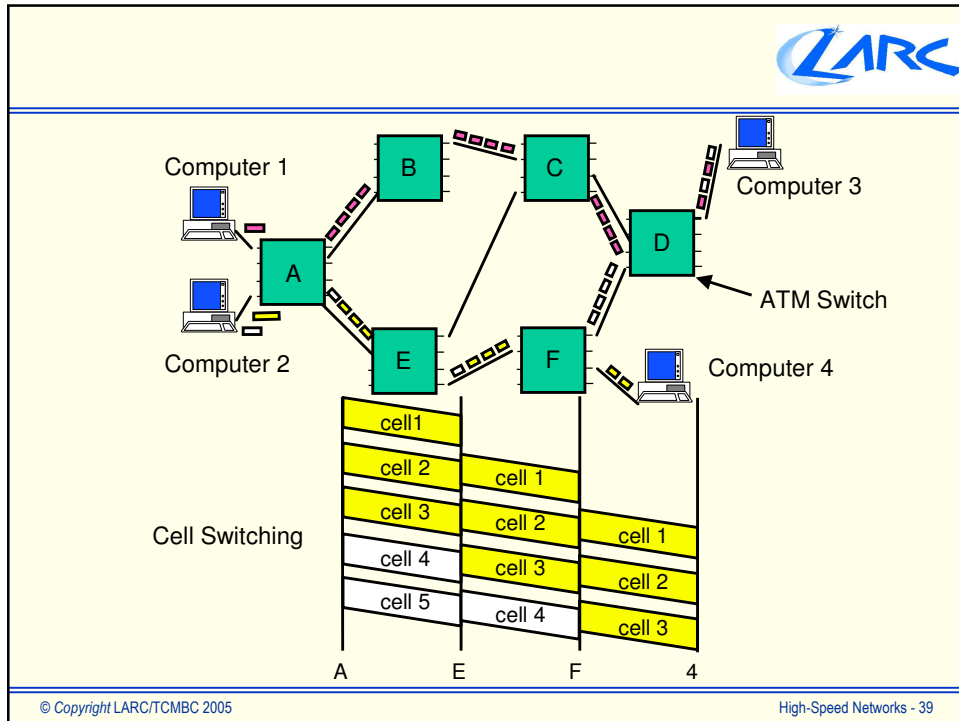 LARC
Computer 1
B
C
Computer 3
A
D
ATM Switch
Computer 2
E
F
Computer 4
cell1
cell 2
cell 1
cell 3
cell 2
cell 1
Cell Switching
cell 4
cell 3
cell 2
cell 5
cell 4
cell 3
A
E
F
4
© Copyright LARC/TCMBC 2005
High-Speed Networks - 39